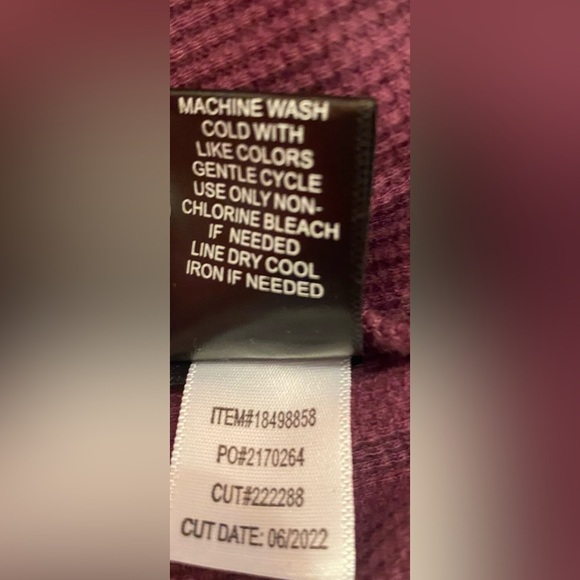 MACHINE WASH
COLD WITH
LIKE COLORS
GENTLE CYCLE
USE ONLY NON-
CHLORINE BLEACH
IF NEEDED
LINE DRY COOL
IRON IF NEEDED
ITEM#18498858
PO#2170264
CUT#222288
CUT DATE: 06/2022